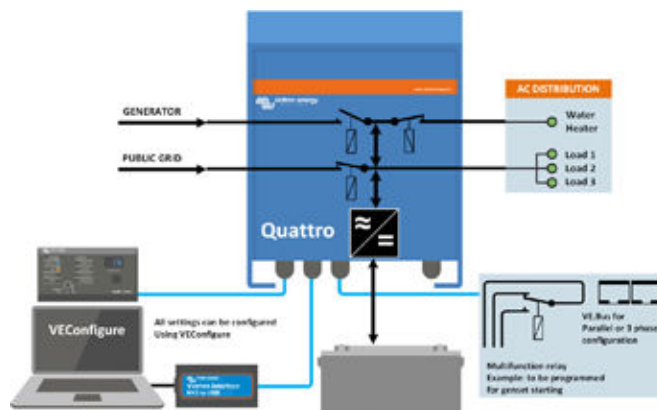 victron energy
AC DISTRIBUTION
GENERATOR
Water
Heater
PUBLIC GRID
Load 1
Load 2
Load 3
Quattro
VEConfigure
All settings can be configured
Using VEConfigure
VE.Bus for
Parallel or 3 phase
configuration
Multifunction relay
Example: to be programmed
for genset starting